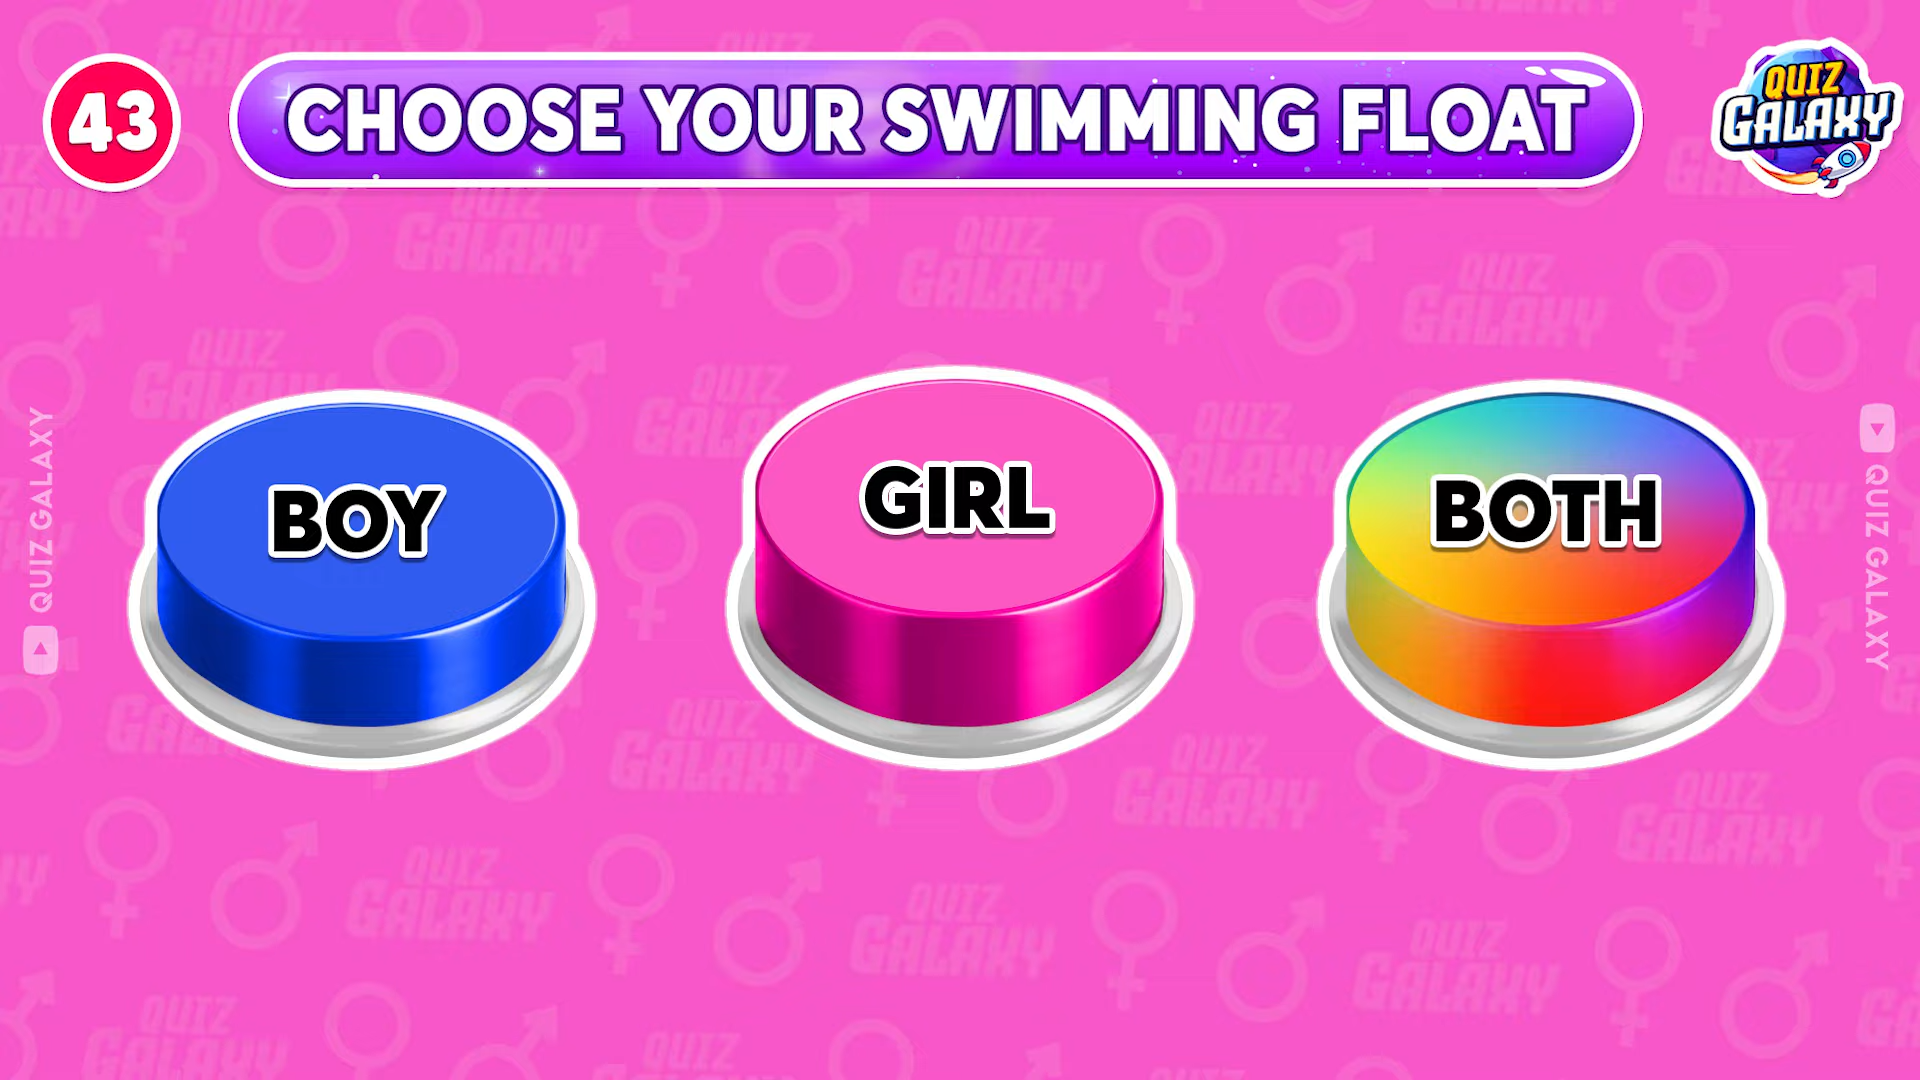 43
CHOOSE YOUR SWIMMING FLOAT
QUIZ
GALAXY
BOY
GIRL
BOTH
QUIZ GALAXY
QUIZ GALAXY